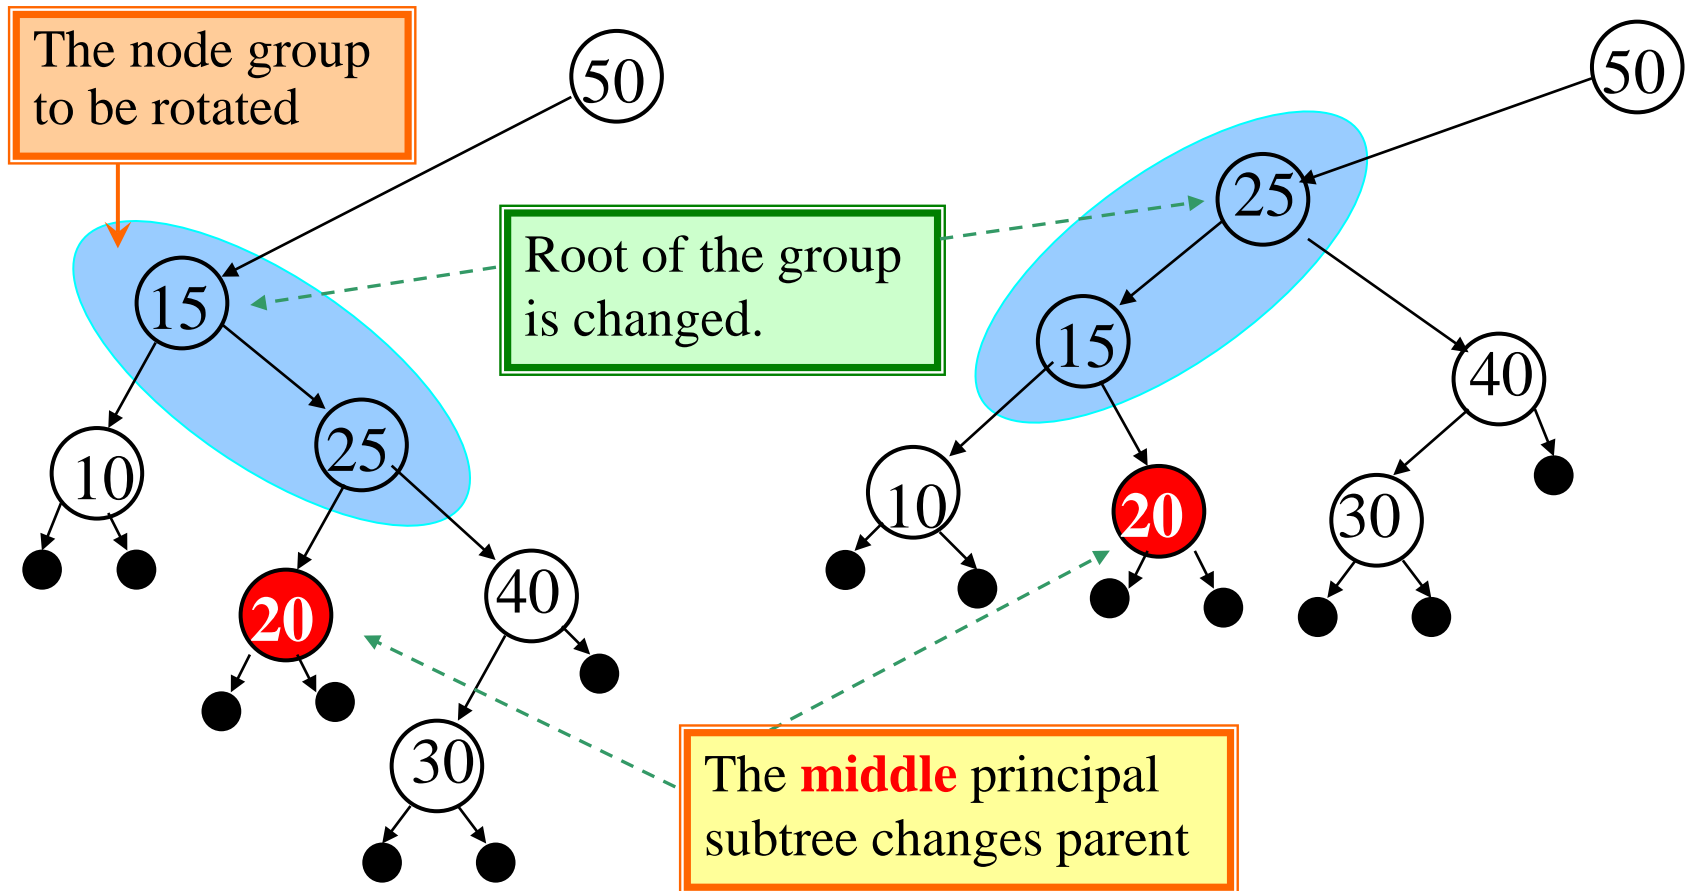 The node group
to be rotated
50
50
25
Root of the group
is changed.
15
15
40
25
10
10
20
30
20
40
30
The middle principal
subtree changes parent